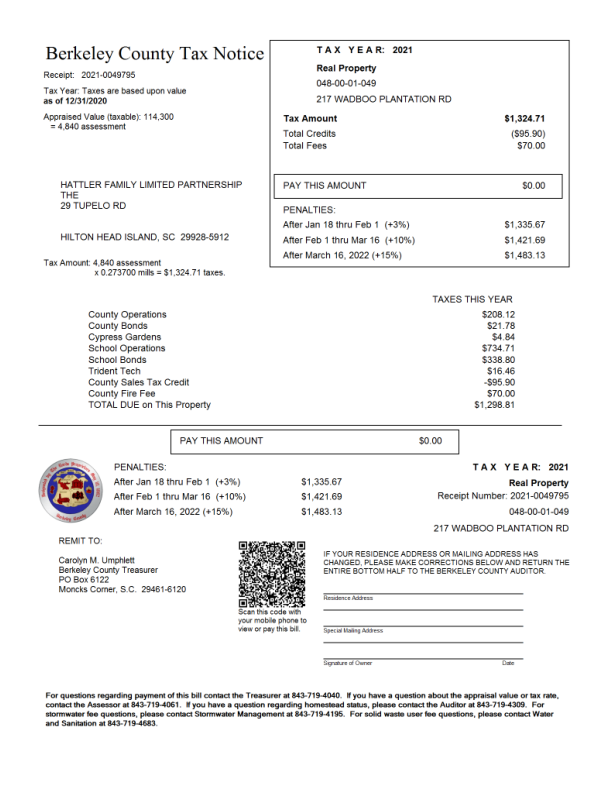 Berkeley County Tax Notice
Receipt: 2021-0049795
Tax Year: Taxes are based upon value
as of 12/31/2020
Appraised Value (taxable): 114,300
= 4,840 assessment
TAX YEAR: 2021
Real Property
048-00-01-049
217 WADBOO PLANTATION RD
Tax Amount $1,324.71
Total Credits ($95.90)
Total Fees $70.00
HATTLER FAMILY LIMITED PARTNERSHIP
THE
29 TUPELO RD
HILTON HEAD ISLAND, SC 29928-5912
PAY THIS AMOUNT $0.00
PENALTIES:
After Jan 18 thru Feb 1 (+3%) $1,335.67
After Feb 1 thru Mar 16 (+10%) $1,421.69
After March 16, 2022 (+15%) $1,483.13
Tax Amount: 4,840 assessment
x 0.273700 mills = $1,324.71 taxes.
TAXES THIS YEAR
County Operations $208.12
County Bonds $21.78
Cypress Gardens $4.84
School Operations $734.71
School Bonds $338.80
Trident Tech $16.46
County Sales Tax Credit -$95.90
County Fire Fee $70.00
TOTAL DUE on This Property $1,298.81
PAY THIS AMOUNT $0.00
PENALTIES:
After Jan 18 thru Feb 1 (+3%) $1,335.67
After Feb 1 thru Mar 16 (+10%) $1,421.69
After March 16, 2022 (+15%) $1,483.13
TAX YEAR: 2021
Real Property
Receipt Number: 2021-0049795
048-00-01-049
217 WADBOO PLANTATION RD
REMIT TO:
Carolyn M. Umphlett
Berkeley County Treasurer
PO Box 6122
Moncks Corner, S.C. 29461-6120
Scan this code with
your mobile phone to
view or pay this bill.
IF YOUR RESIDENCE ADDRESS OR MAILING ADDRESS HAS
CHANGED, PLEASE MAKE CORRECTIONS BELOW AND RETURN THE
ENTIRE BOTTOM HALF TO THE BERKELEY COUNTY AUDITOR.
Residence Address
Special Mailing Address
Signature of Owner Date
For questions regarding payment of this bill contact the Treasurer at 843-719-4040. If you have a question about the appraisal value or tax rate,
contact the Assessor at 843-719-4061. If you have a question regarding homestead status, please contact the Auditor at 843-719-4309. For
stormwater fee questions, please contact Stormwater Management at 843-719-4195. For solid waste user fee questions, please contact Water
and Sanitation at 843-719-4683.